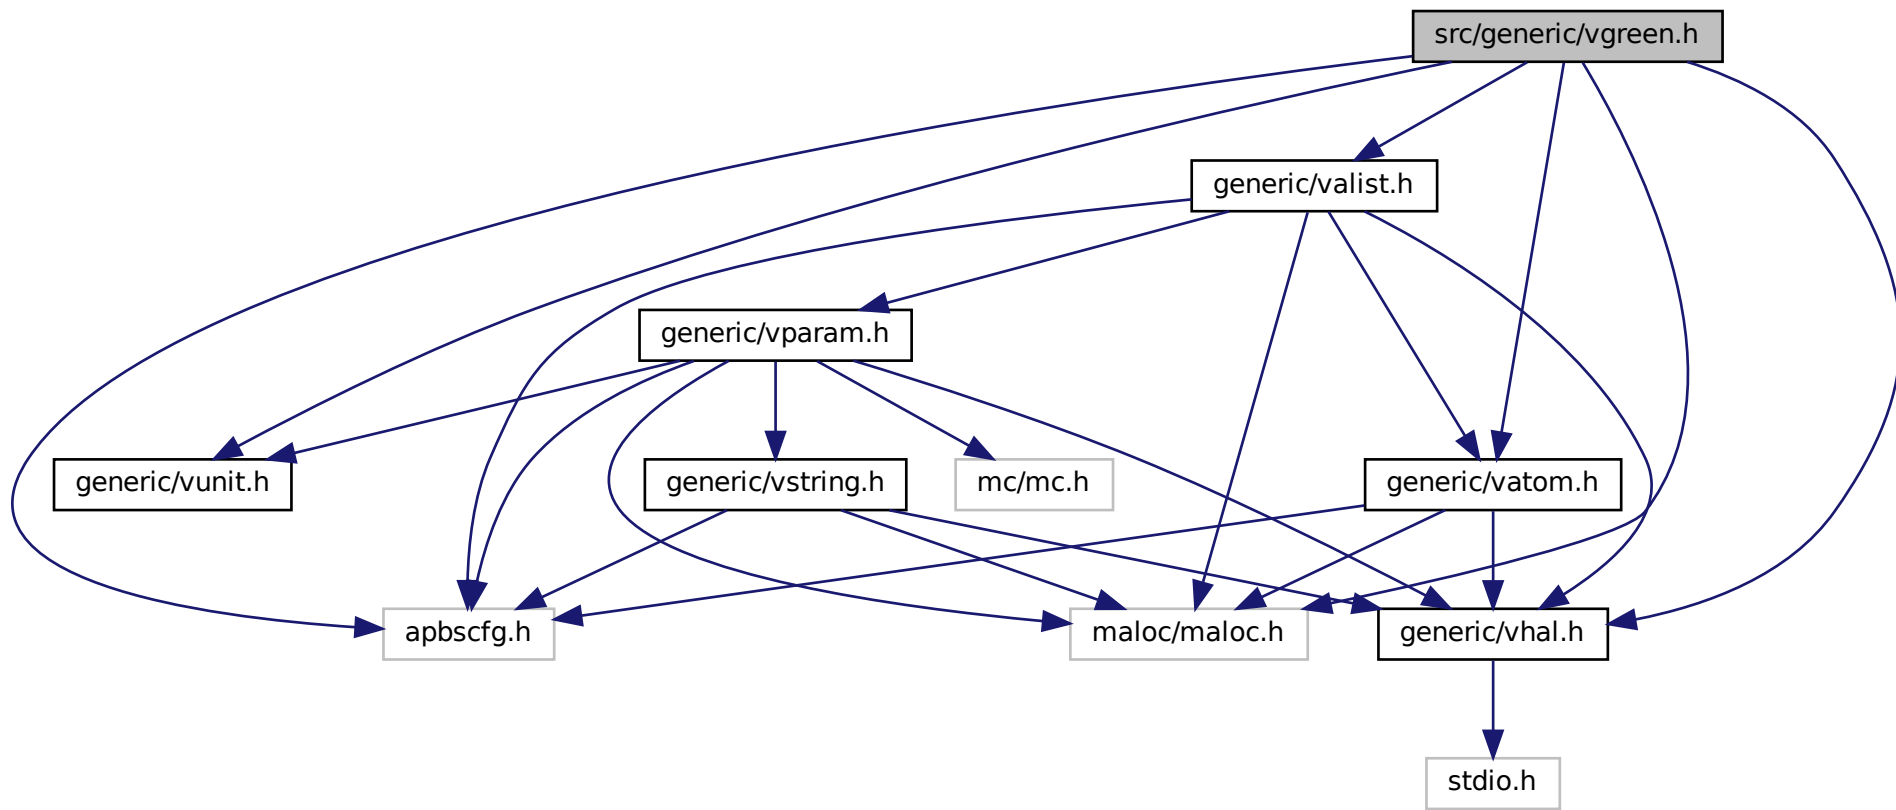 src/generic/vgreen.h
generic/valist.h
generic/vparam.h
generic/vunit.h
generic/vstring.h
mc/mc.h
generic/vatom.h
apbscfg.h
maloc/maloc.h
generic/vhal.h
stdio.h